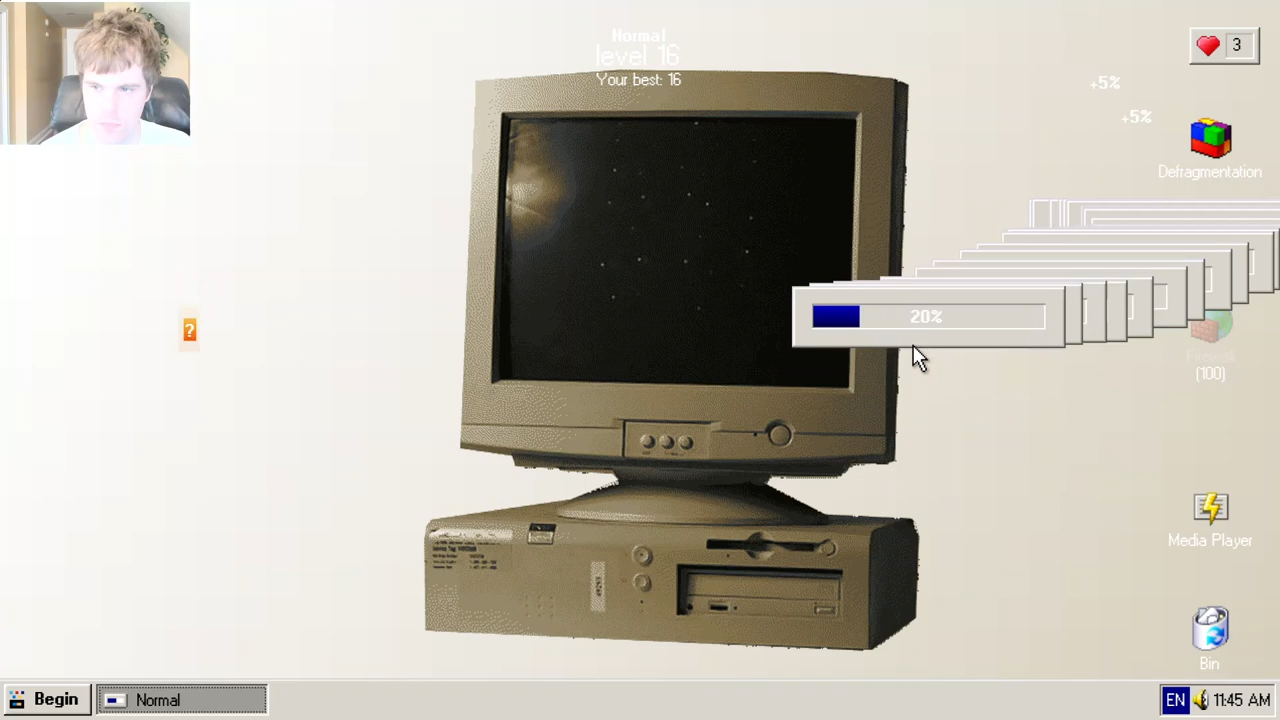 Normal
level 16
Your best: 16
3
+5%
+5%
Defragmentation
?
20%
(100)
Media Player
Bin
Begin
Normal
EN
11:45 AM